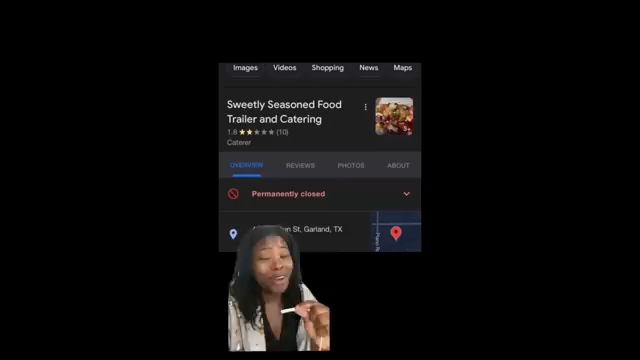 Images Videos Shopping News Maps
Sweetly Seasoned Food
Trailer and Catering
1.8 (10)
Caterer
OVERVIEW REVIEWS PHOTOS ABOUT
Permanently closed
St, Garland, TX